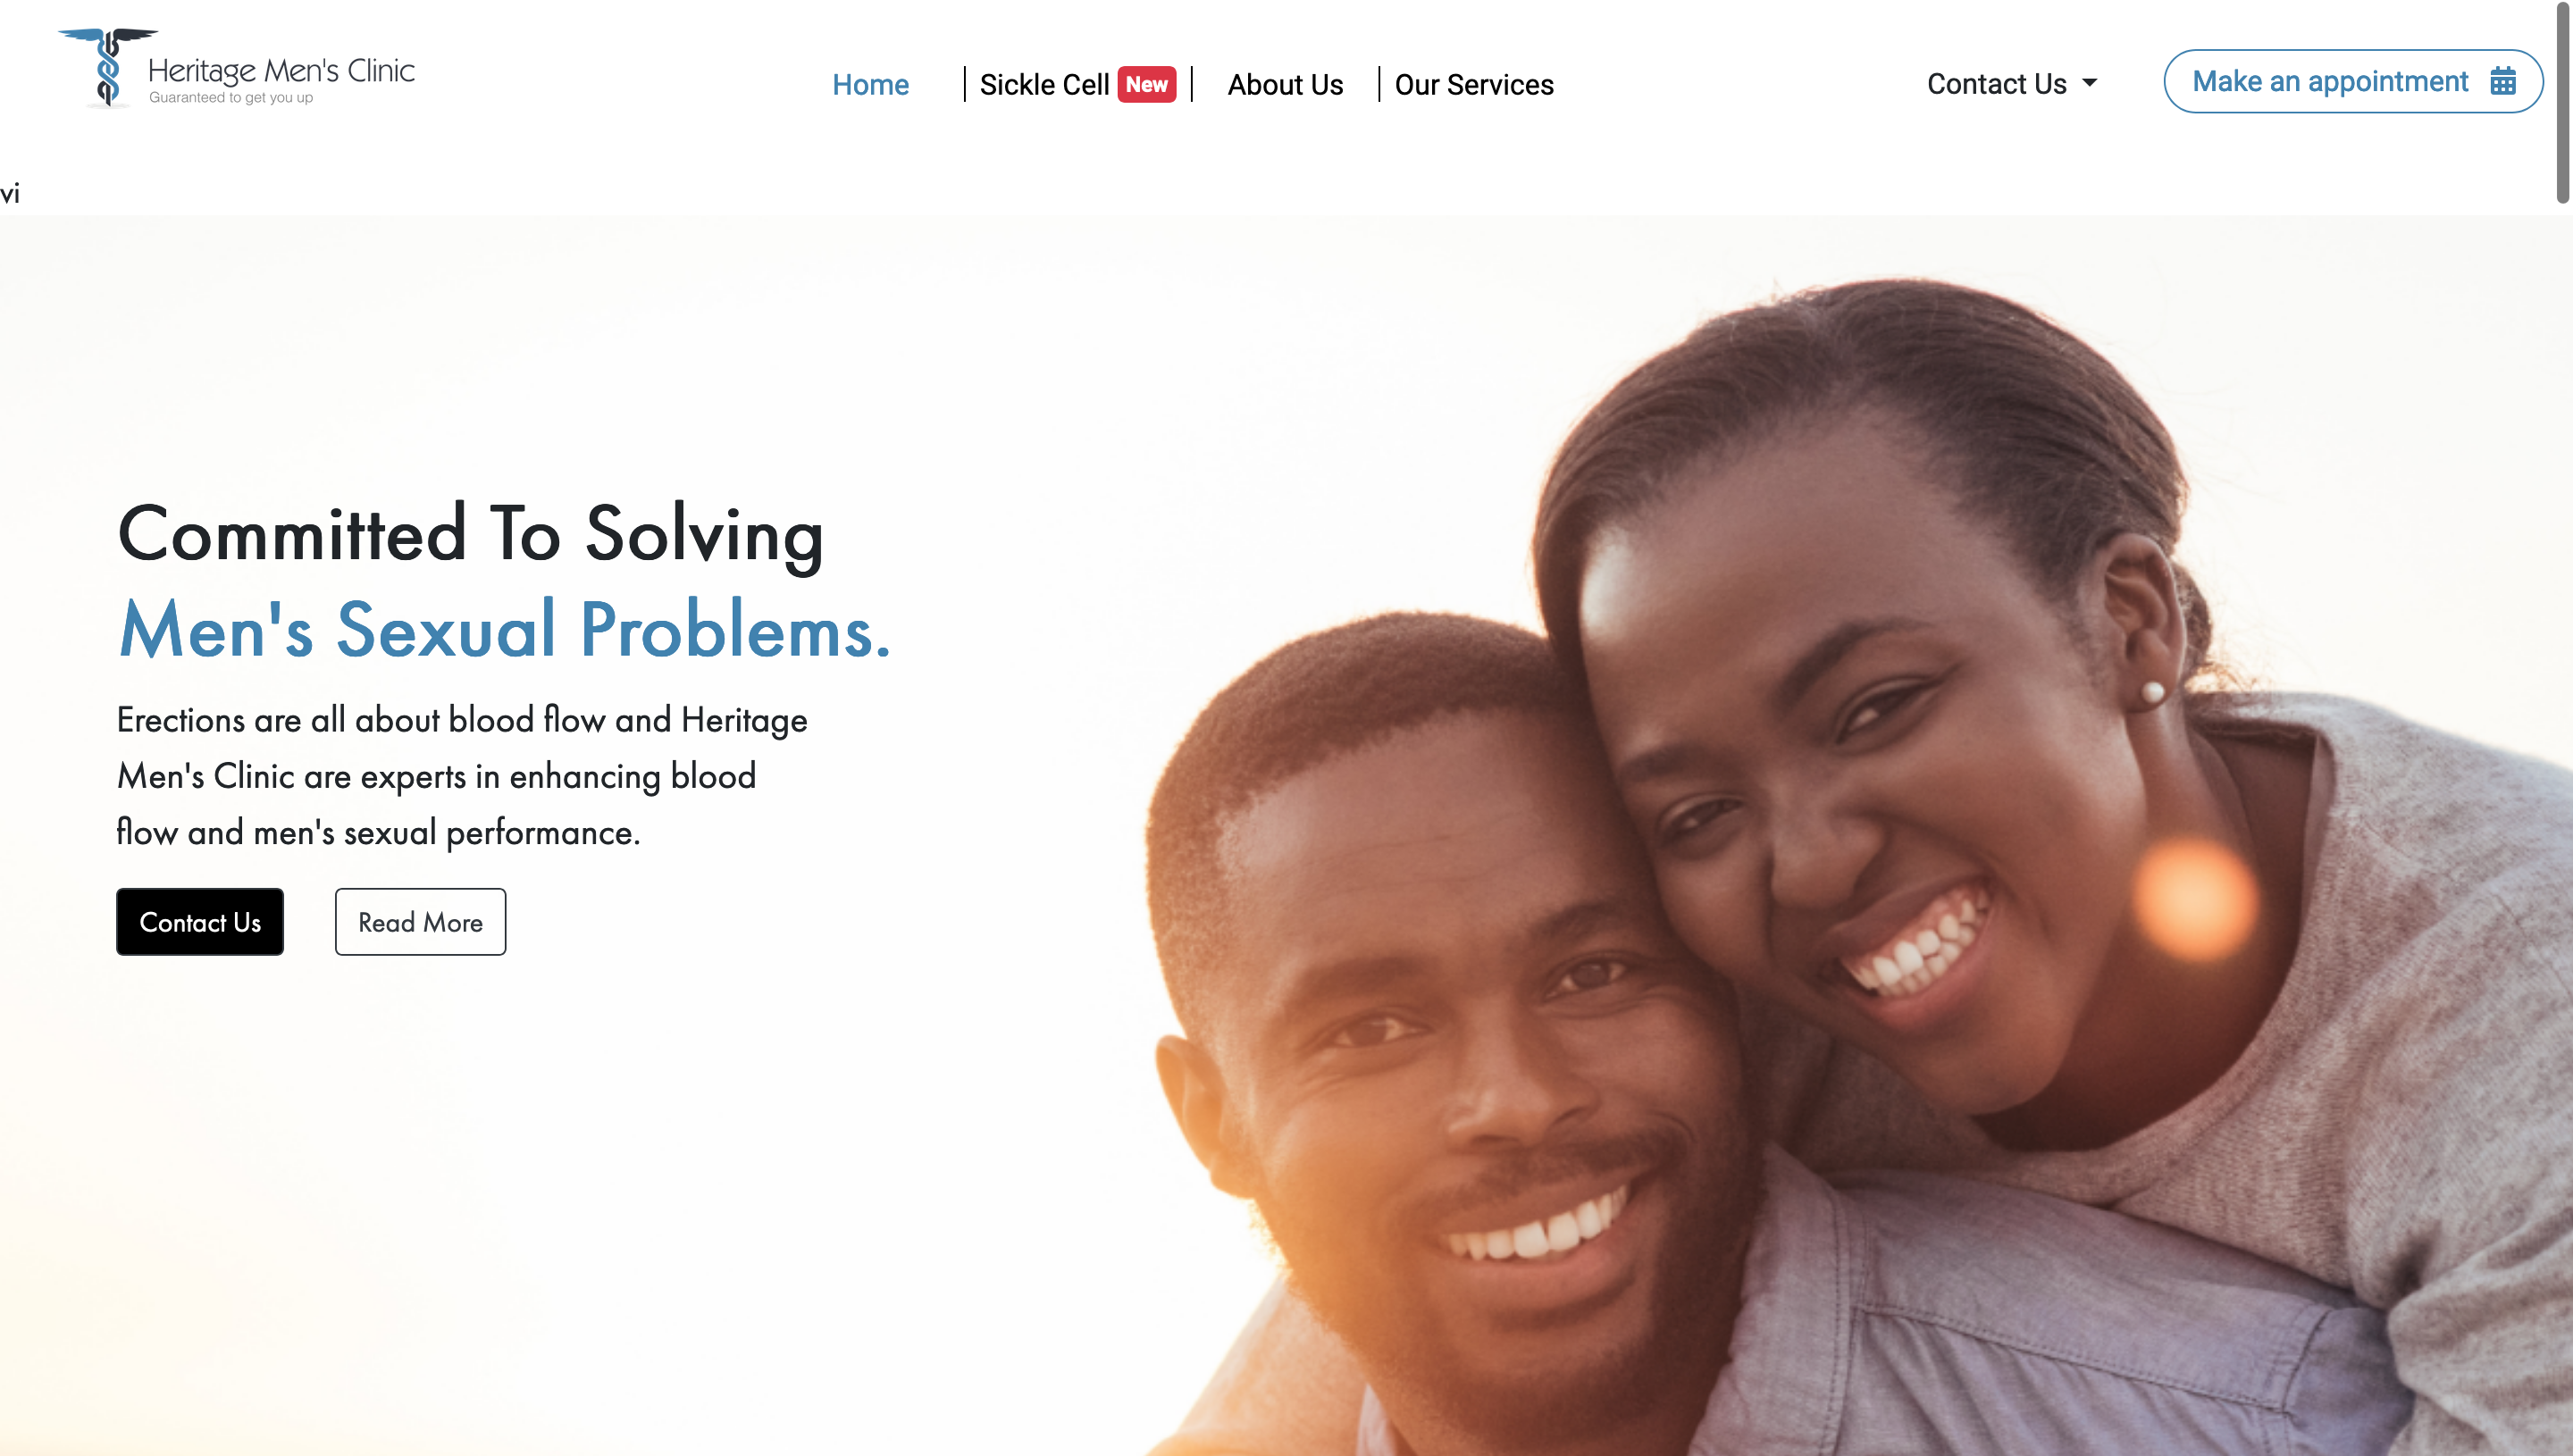 Heritage Men's Clinic
Guaranteed to get you up
Home
Sickle Cell New
About Us
Our Services
Contact Us
Make an appointment
vi
Committed To Solving
Men's Sexual Problems.
Erections are all about blood flow and Heritage
Men's Clinic are experts in enhancing blood
flow and men's sexual performance.
Contact Us
Read More